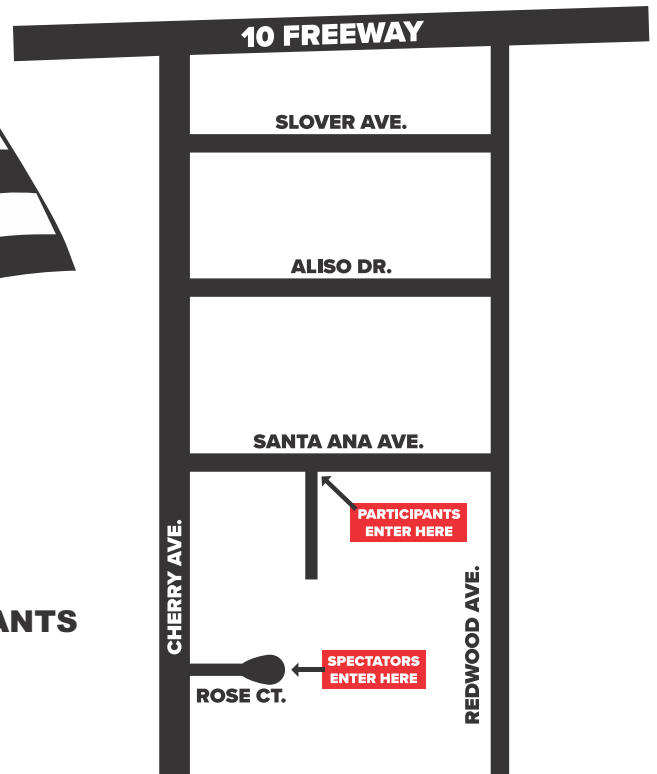 10 FREEWAY
SLOVER AVE.
ALISO DR.
SANTA ANA AVE.
PARTICIPANTS
ENTER HERE
CHERRY AVE.
REDWOOD AVE.
ANTS
SPECTATORS
ENTER HERE
ROSE CT.